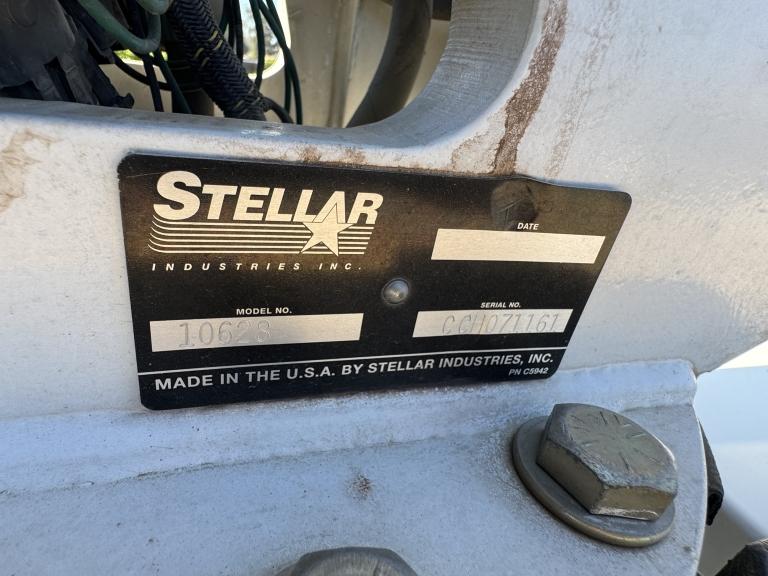 STELLAR
INDUSTRIES INC.
DATE
MODEL NO.
10628
SERIAL NO.
CCH071161
MADE IN THE U.S.A. BY STELLAR INDUSTRIES, INC.
PN C5942